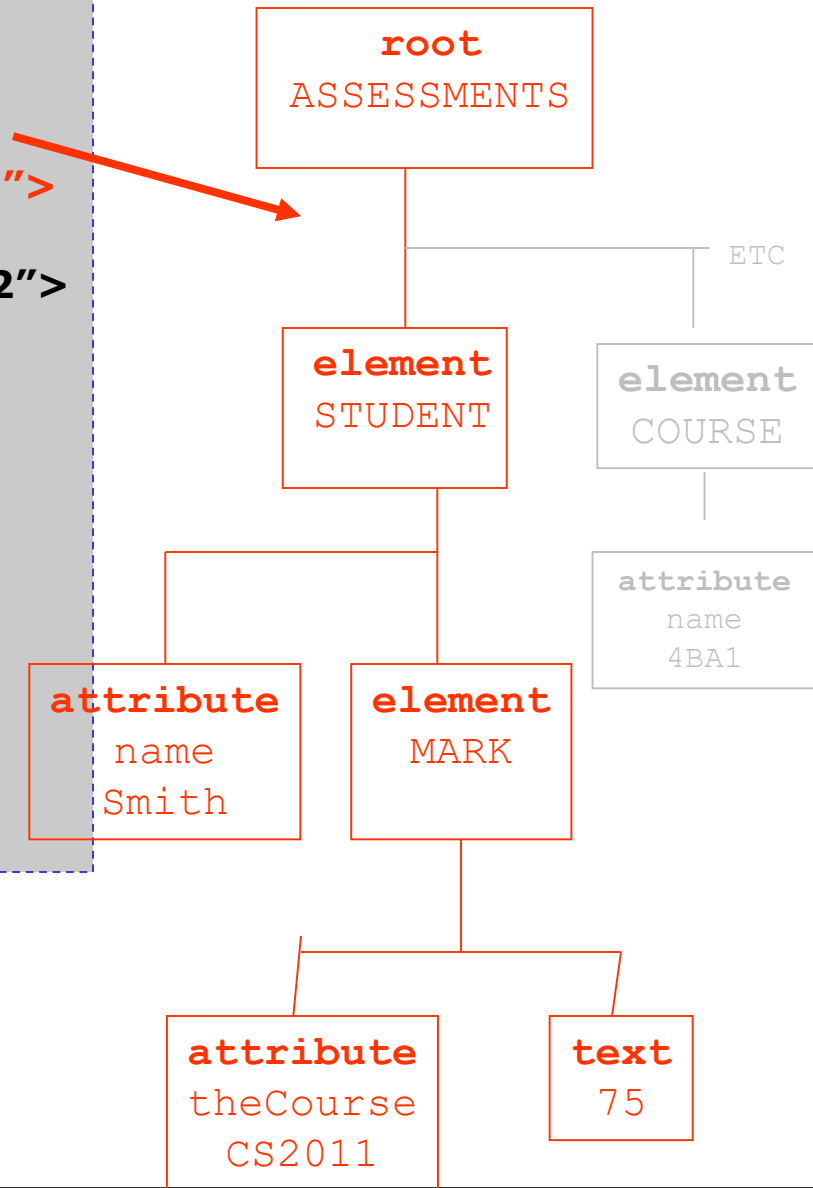 ">
2">
root
ASSESSMENTS
ETC
element
STUDENT
element
COURSE
attribute
name
4BA1
attribute
name
Smith
element
MARK
attribute
theCourse
CS2011
text
75